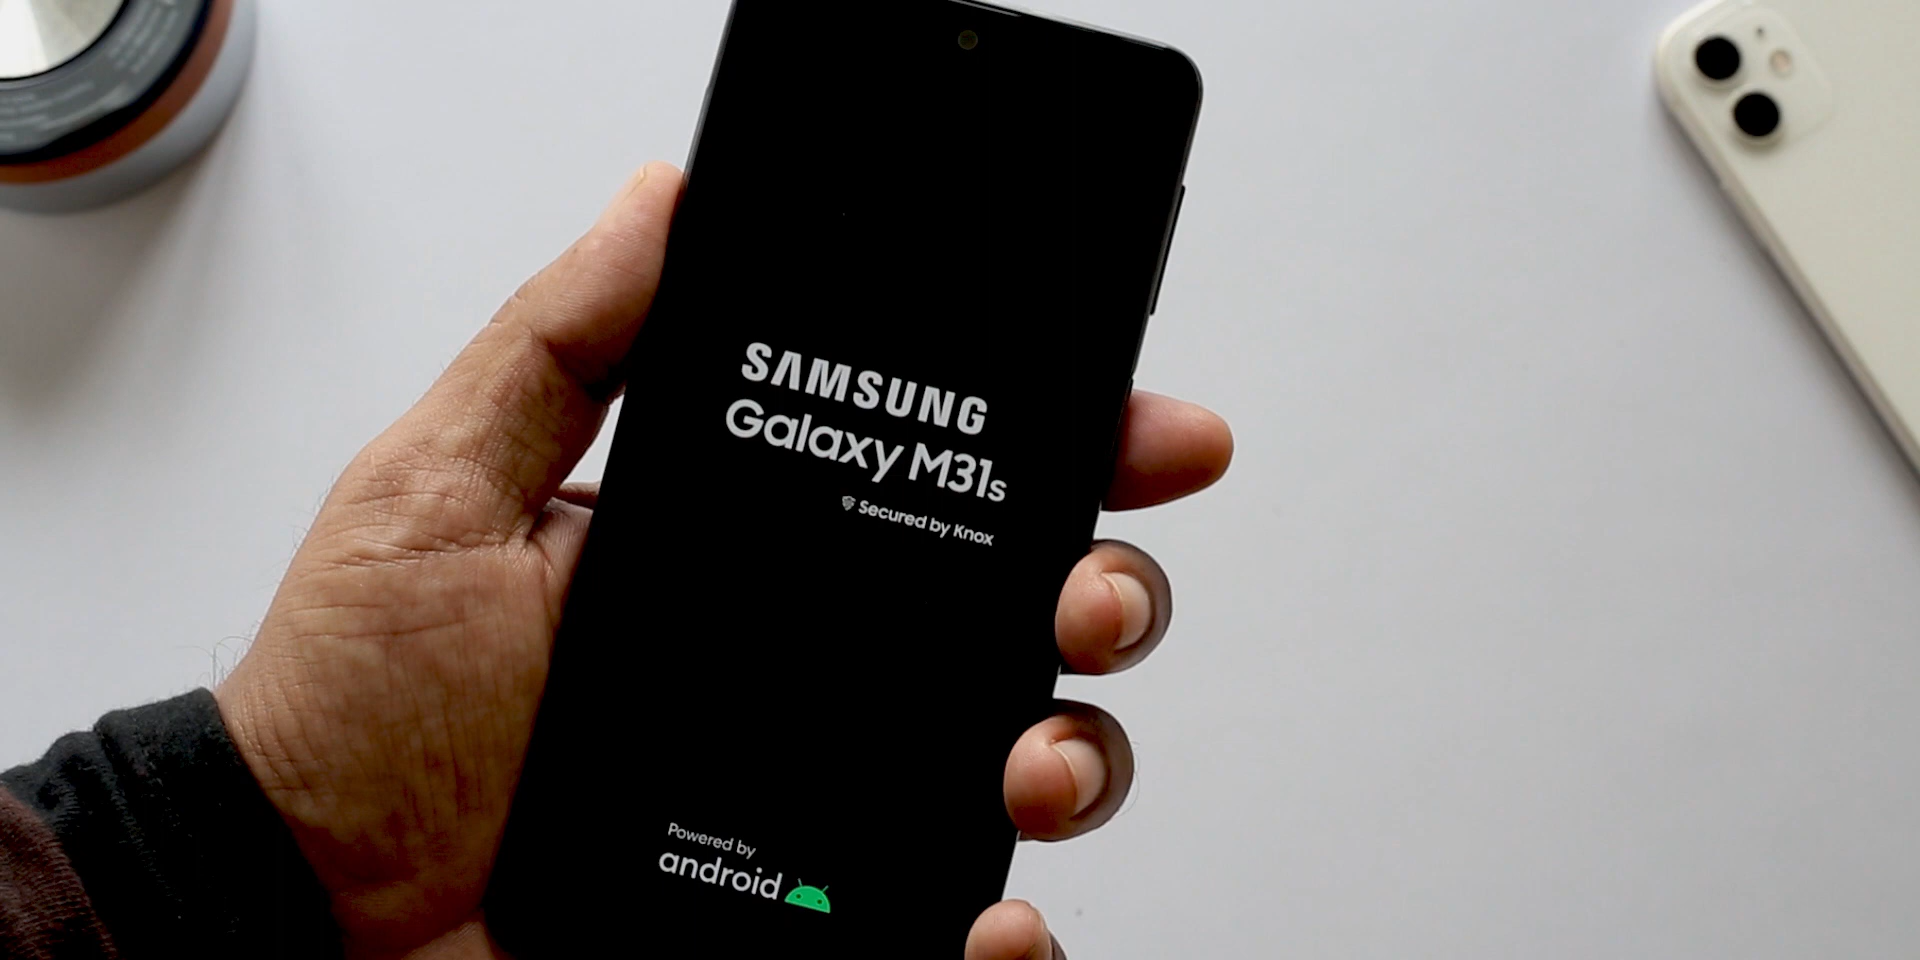 SAMSUNG
Galaxy M31s
Secured by Knox
Powered by
android